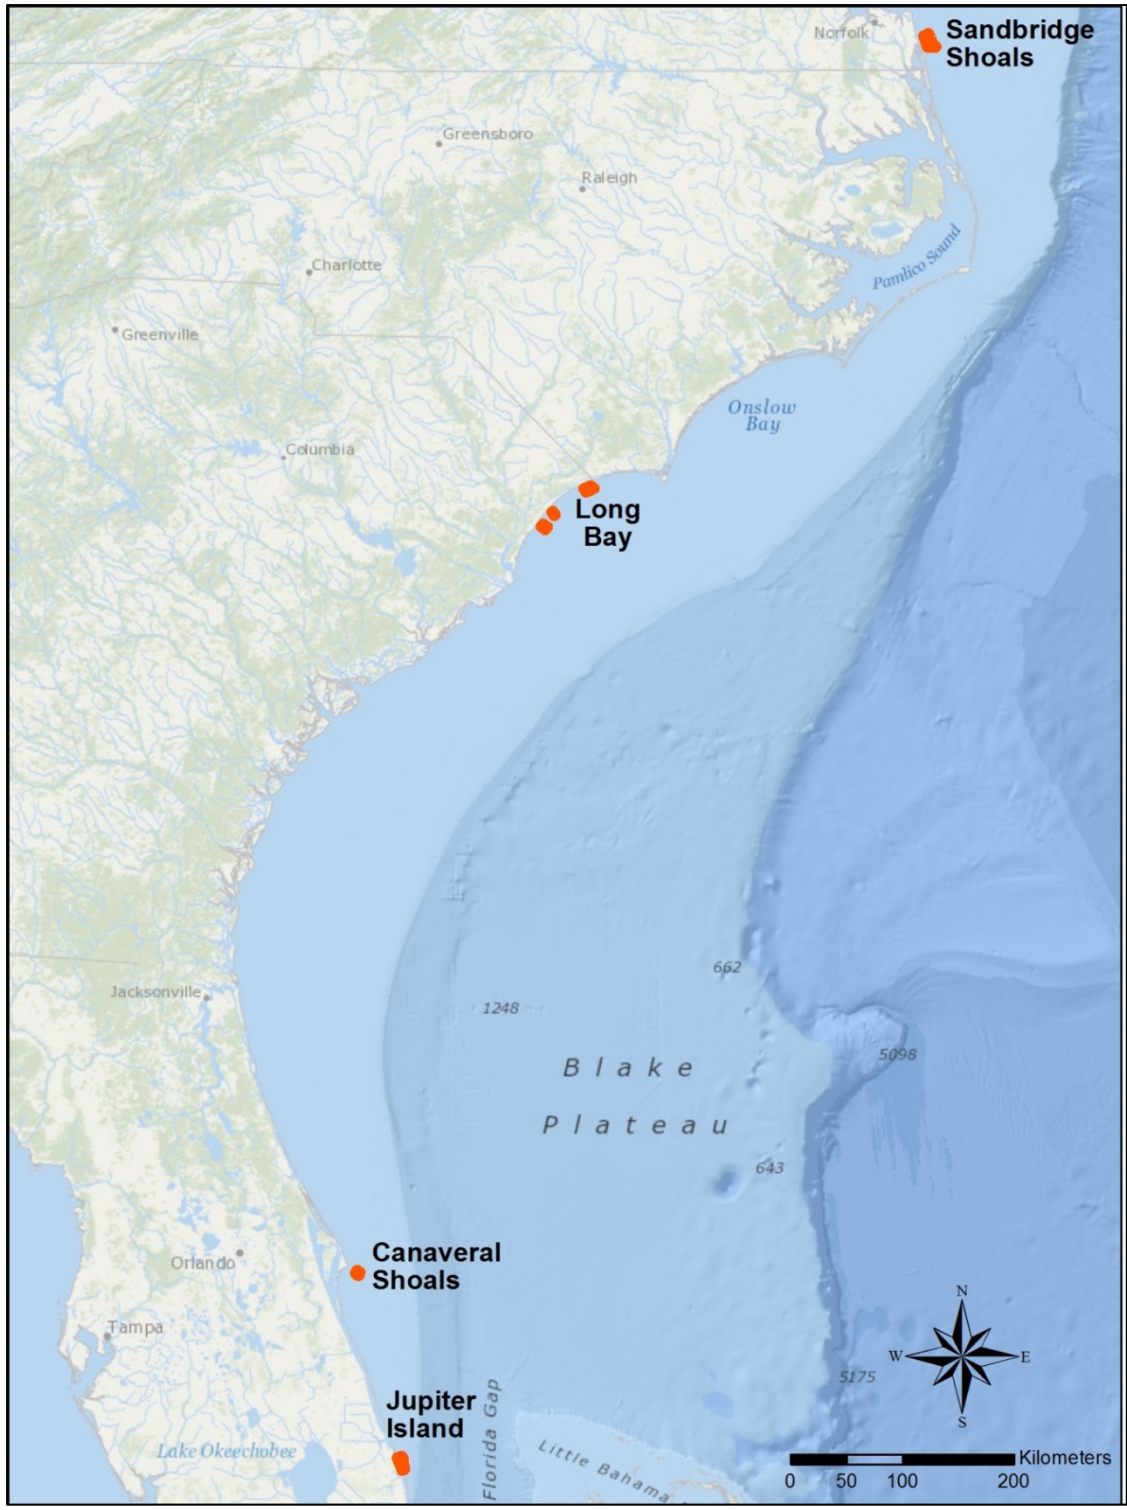 Norfolk
Sandbridge
Shoals
Greensboro
Raleigh
Pamlico Sound
Charlotte
Greenville
Onslow
Bay
Columbia
Long
Bay
662
Jacksonville
1248
5098
Blake
Plateau
643
Canaveral
Shoals
Orlando
N
Tampa
W
E
5175
S
Jupiter
Island
Florida Gap
Lake Okeechobee
Little Bahama
Kilometers
0
50
100
200